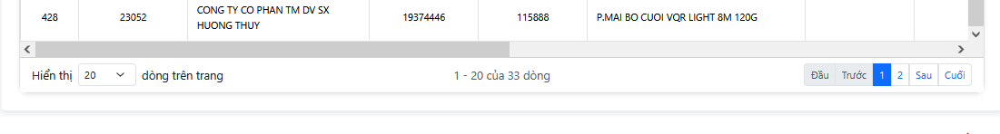 428 23052 CONG TY CO PHAN TM DV SX HUONG THUY 19374446 115888 P.MAI BO CUOI VQR LIGHT 8M 120G
Hiển thị 20 dòng trên trang 1 - 20 của 33 dòng Đầu Trước 1 2 Sau Cuối